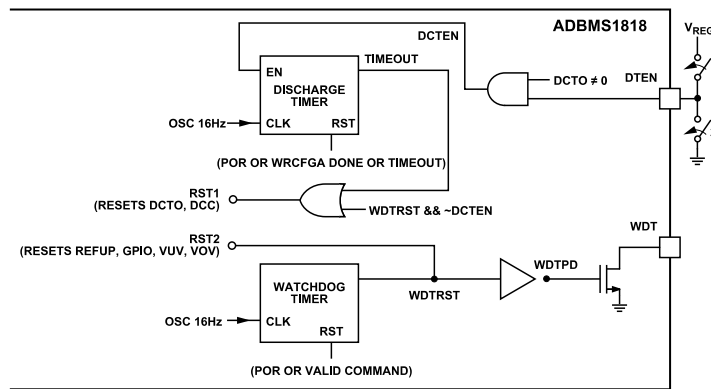 ADBMS1818
VREG
DCTEN
TIMEOUT
EN
DISCHARGE
TIMER
DCTO ≠ 0
DTEN
OSC 16Hz
CLK
RST
(POR OR WRCFGA DONE OR TIMEOUT)
RST1
(RESETS DCTO, DCC)
WDTRST && ~DCTEN
RST2
(RESETS REFUP, GPIO, VUV, VOV)
WDT
WATCHDOG
TIMER
WDTRST
WDTPD
OSC 16Hz
CLK
RST
(POR OR VALID COMMAND)